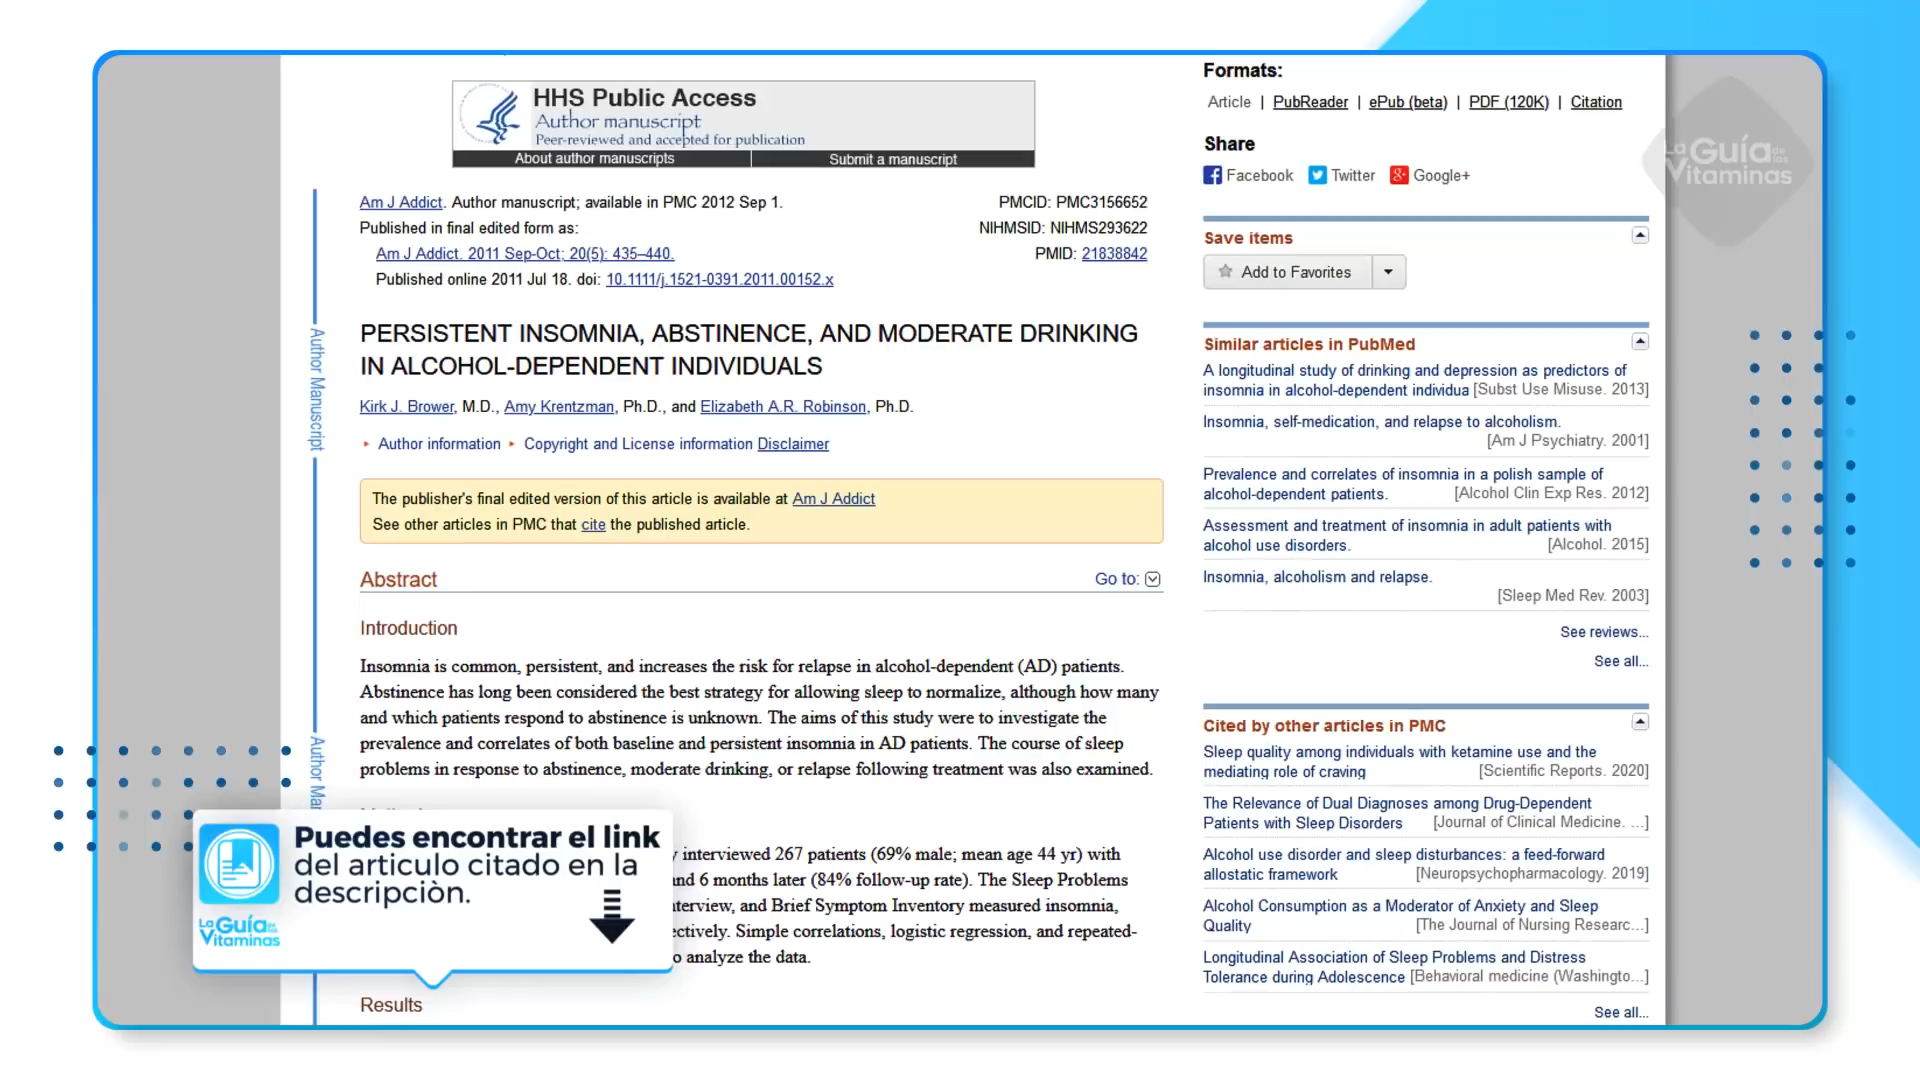 HHS Public Access
Author manuscript
Peer-reviewed and accepted for publication
About author manuscripts
Submit a manuscript
Am J Addict. Author manuscript; available in PMC 2012 Sep 1.
Published in final edited form as:
Am J Addict. 2011 Sep-Oct; 20(5): 435–440.
Published online 2011 Jul 18. doi: 10.1111/j.1521-0391.2011.00152.x
PMCID: PMC3156652
NIHMSID: NIHMS293622
PMID: 21838842
PERSISTENT INSOMNIA, ABSTINENCE, AND MODERATE DRINKING
IN ALCOHOL-DEPENDENT INDIVIDUALS
Kirk J. Brower, M.D., Amy Krentzman, Ph.D., and Elizabeth A.R. Robinson, Ph.D.
Author information
Copyright and License information Disclaimer
The publisher's final edited version of this article is available at Am J Addict
See other articles in PMC that cite the published article.
Abstract
Go to:
Introduction
Insomnia is common, persistent, and increases the risk for relapse in alcohol-dependent (AD) patients.
Abstinence has long been considered the best strategy for allowing sleep to normalize, although how many
and which patients respond to abstinence is unknown. The aims of this study were to investigate the
prevalence and correlates of both baseline and persistent insomnia in AD patients. The course of sleep
problems in response to abstinence, moderate drinking, or relapse following treatment was also examined.
interviewed 267 patients (69% male; mean age 44 yr) with
and 6 months later (84% follow-up rate). The Sleep Problems
terview, and Brief Symptom Inventory measured insomnia,
ectively. Simple correlations, logistic regression, and repeated-
o analyze the data.
Results
Author Manuscript
Author Ma
Puedes encontrar el link
del articulo citado en la
descripciòn.
La Guía de las
Vitaminas
Formats:
Article | PubReader | ePub (beta) | PDF (120K) | Citation
Share
Facebook
Twitter
Google+
La Guía de las
Vitaminas
Save items
Add to Favorites
Similar articles in PubMed
A longitudinal study of drinking and depression as predictors of
insomnia in alcohol-dependent individua [Subst Use Misuse. 2013]
Insomnia, self-medication, and relapse to alcoholism.
[Am J Psychiatry. 2001]
Prevalence and correlates of insomnia in a polish sample of
alcohol-dependent patients. [Alcohol Clin Exp Res. 2012]
Assessment and treatment of insomnia in adult patients with
alcohol use disorders. [Alcohol. 2015]
Insomnia, alcoholism and relapse.
[Sleep Med Rev. 2003]
See reviews...
See all...
Cited by other articles in PMC
Sleep quality among individuals with ketamine use and the
mediating role of craving [Scientific Reports. 2020]
The Relevance of Dual Diagnoses among Drug-Dependent
Patients with Sleep Disorders [Journal of Clinical Medicine. ...]
Alcohol use disorder and sleep disturbances: a feed-forward
allostatic framework [Neuropsychopharmacology. 2019]
Alcohol Consumption as a Moderator of Anxiety and Sleep
Quality [The Journal of Nursing Researc...]
Longitudinal Association of Sleep Problems and Distress
Tolerance during Adolescence [Behavioral medicine (Washingto...]
See all...